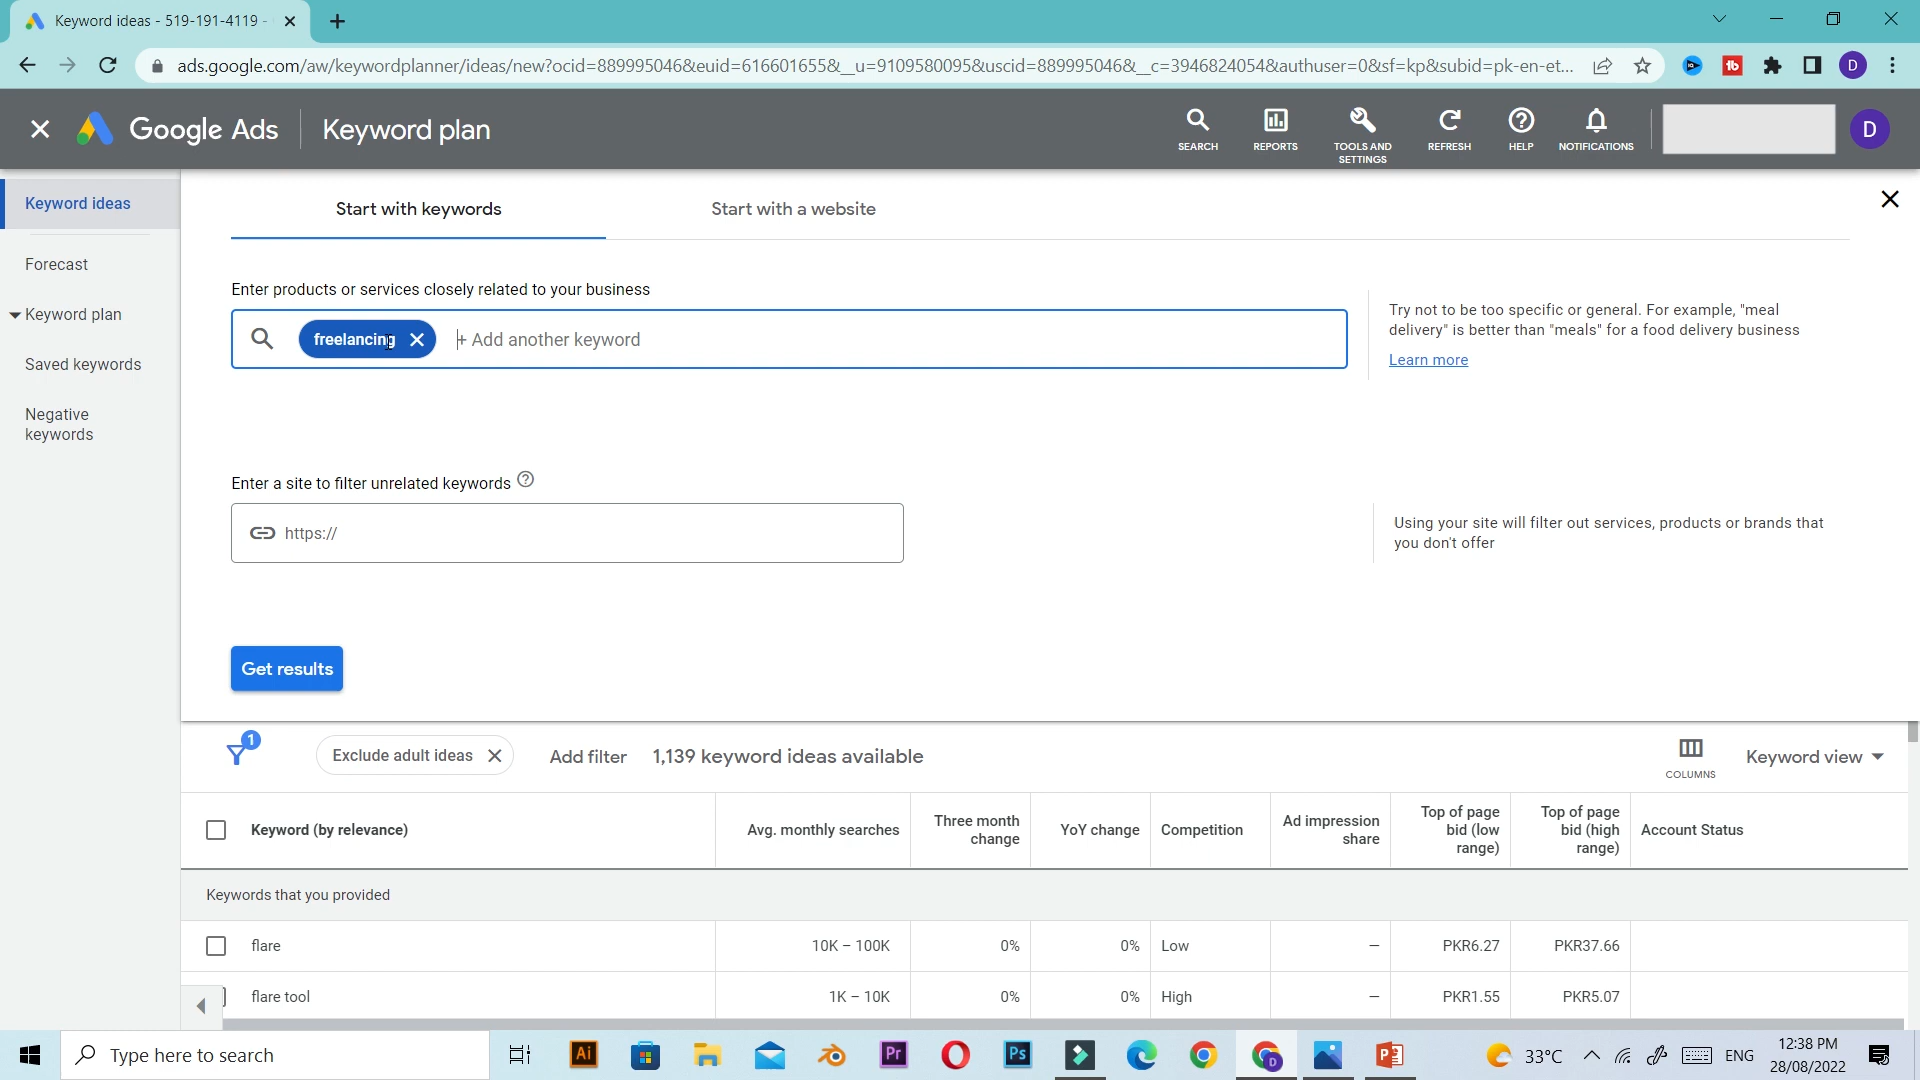 Keyword ideas - 519-191-4119 -
ads.google.com/aw/keywordplanner/ideas/new?ocid=889995046&euid=616601655&__u=9109580095&uscid=889995046&__c=3946824054&authuser=0&sf=kp&subid=pk-en-et...
D
Google Ads
Keyword plan
SEARCH
REPORTS
TOOLS AND
SETTINGS
REFRESH
HELP
NOTIFICATIONS
D
Keyword ideas
Forecast
Keyword plan
Saved keywords
Negative
keywords
Start with keywords
Start with a website
Enter products or services closely related to your business
freelancing
+ Add another keyword
Try not to be too specific or general. For example, "meal
delivery" is better than "meals" for a food delivery business
Learn more
Enter a site to filter unrelated keywords
https://
Using your site will filter out services, products or brands that
you don't offer
Get results
1
Exclude adult ideas
Add filter
1,139 keyword ideas available
COLUMNS
Keyword view
Keyword (by relevance)
Avg. monthly searches
Three month
change
YoY change
Competition
Ad impression
share
Top of page
bid (low
range)
Top of page
bid (high
range)
Account Status
Keywords that you provided
flare
10K – 100K
0%
0%
Low
–
PKR6.27
PKR37.66
flare tool
1K – 10K
0%
0%
High
–
PKR1.55
PKR5.07
Type here to search
Ai
Pr
Ps
D
33°C
ENG
12:38 PM
28/08/2022